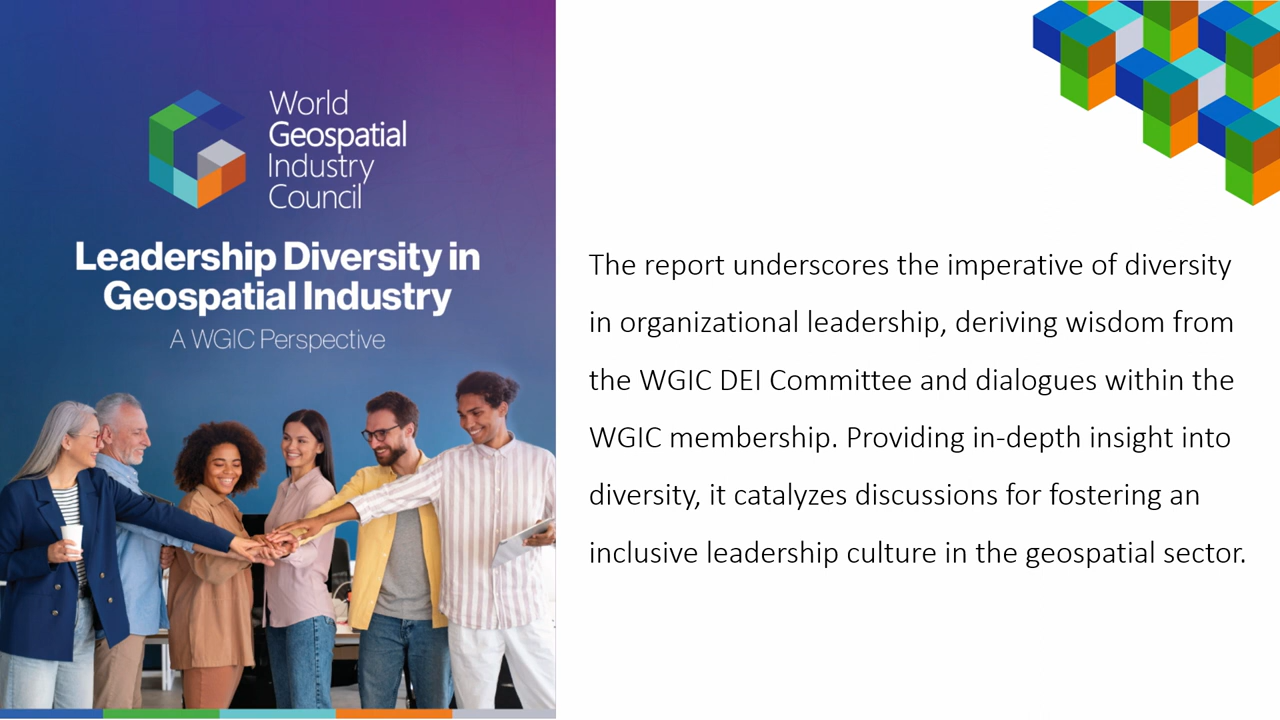 World
Geospatial
Industry
Council
Leadership Diversity in
Geospatial Industry
A WGIC Perspective
The report underscores the imperative of diversity
in organizational leadership, deriving wisdom from
the WGIC DEI Committee and dialogues within the
WGIC membership. Providing in-depth insight into
diversity, it catalyzes discussions for fostering an
inclusive leadership culture in the geospatial sector.